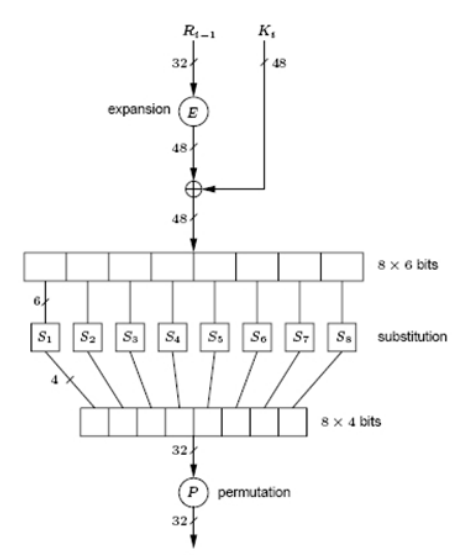 R_{i−1} K_i
32 48
expansion E
48
48
8 × 6 bits
6
S_1 S_2 S_3 S_4 S_5 S_6 S_7 S_8 substitution
4
8 × 4 bits
32
P permutation
32